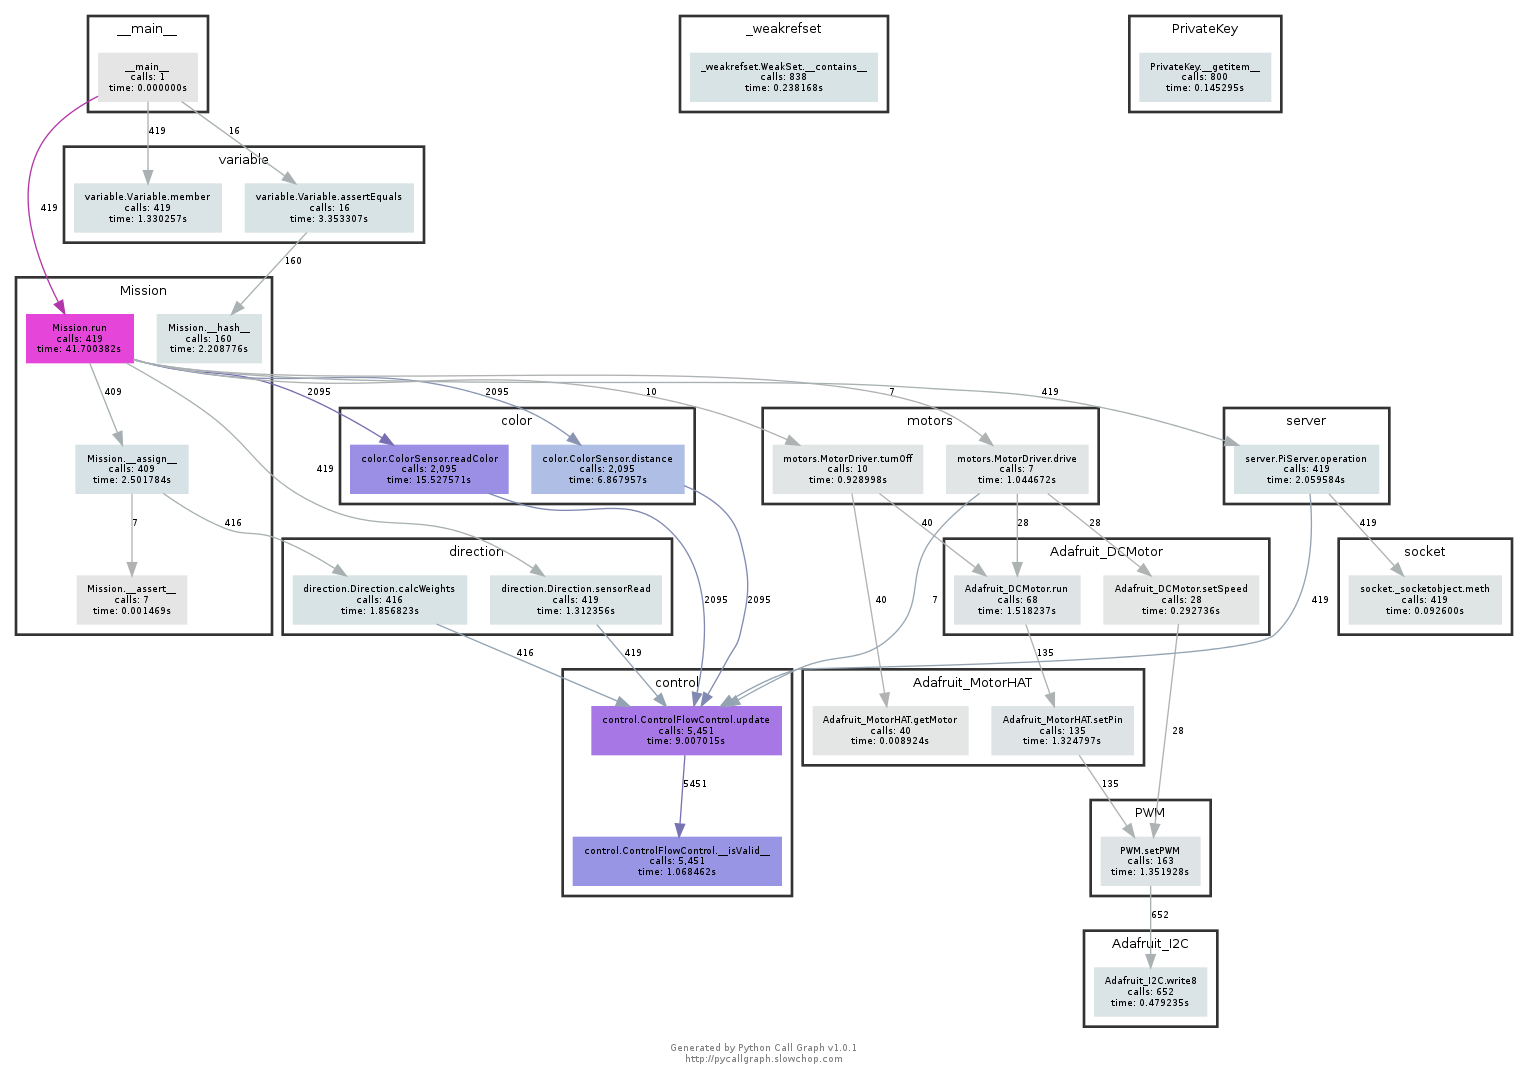 __main__
__main__
calls: 1
time: 0.000000s
_weakrefset
_weakrefset.WeakSet.__contains__
calls: 838
time: 0.238168s
PrivateKey
PrivateKey.__getitem__
calls: 800
time: 0.145295s
419
16
419
variable
variable.Variable.member
calls: 419
time: 1.330257s
variable.Variable.assertEquals
calls: 16
time: 3.353307s
160
Mission
Mission.run
calls: 419
time: 41.700382s
Mission.__hash__
calls: 160
time: 2.208776s
409
2095
2095
10
7
419
Mission.__assign__
calls: 409
time: 2.501784s
419
color
color.ColorSensor.readColor
calls: 2,095
time: 15.527571s
color.ColorSensor.distance
calls: 2,095
time: 6.867957s
motors
motors.MotorDriver.turnOff
calls: 10
time: 0.928998s
motors.MotorDriver.drive
calls: 7
time: 1.044672s
server
server.PiServer.operation
calls: 419
time: 2.059584s
7
416
40
28
28
419
Mission.__assert__
calls: 7
time: 0.001469s
direction
direction.Direction.calcWeights
calls: 416
time: 1.856823s
direction.Direction.sensorRead
calls: 419
time: 1.312356s
2095
2095
40
7
Adafruit_DCMotor
Adafruit_DCMotor.run
calls: 68
time: 1.518237s
Adafruit_DCMotor.setSpeed
calls: 28
time: 0.292736s
419
socket
socket._socketobject.meth
calls: 419
time: 0.092600s
416
419
135
control
control.ControlFlowControl.update
calls: 5,451
time: 9.007015s
Adafruit_MotorHAT
Adafruit_MotorHAT.getMotor
calls: 40
time: 0.008924s
Adafruit_MotorHAT.setPin
calls: 135
time: 1.324797s
28
5451
135
control.ControlFlowControl.__isValid__
calls: 5,451
time: 1.068462s
PWM
PWM.setPWM
calls: 163
time: 1.351928s
652
Adafruit_I2C
Adafruit_I2C.write8
calls: 652
time: 0.479235s
Generated by Python Call Graph v1.0.1
http://pycallgraph.slowchop.com